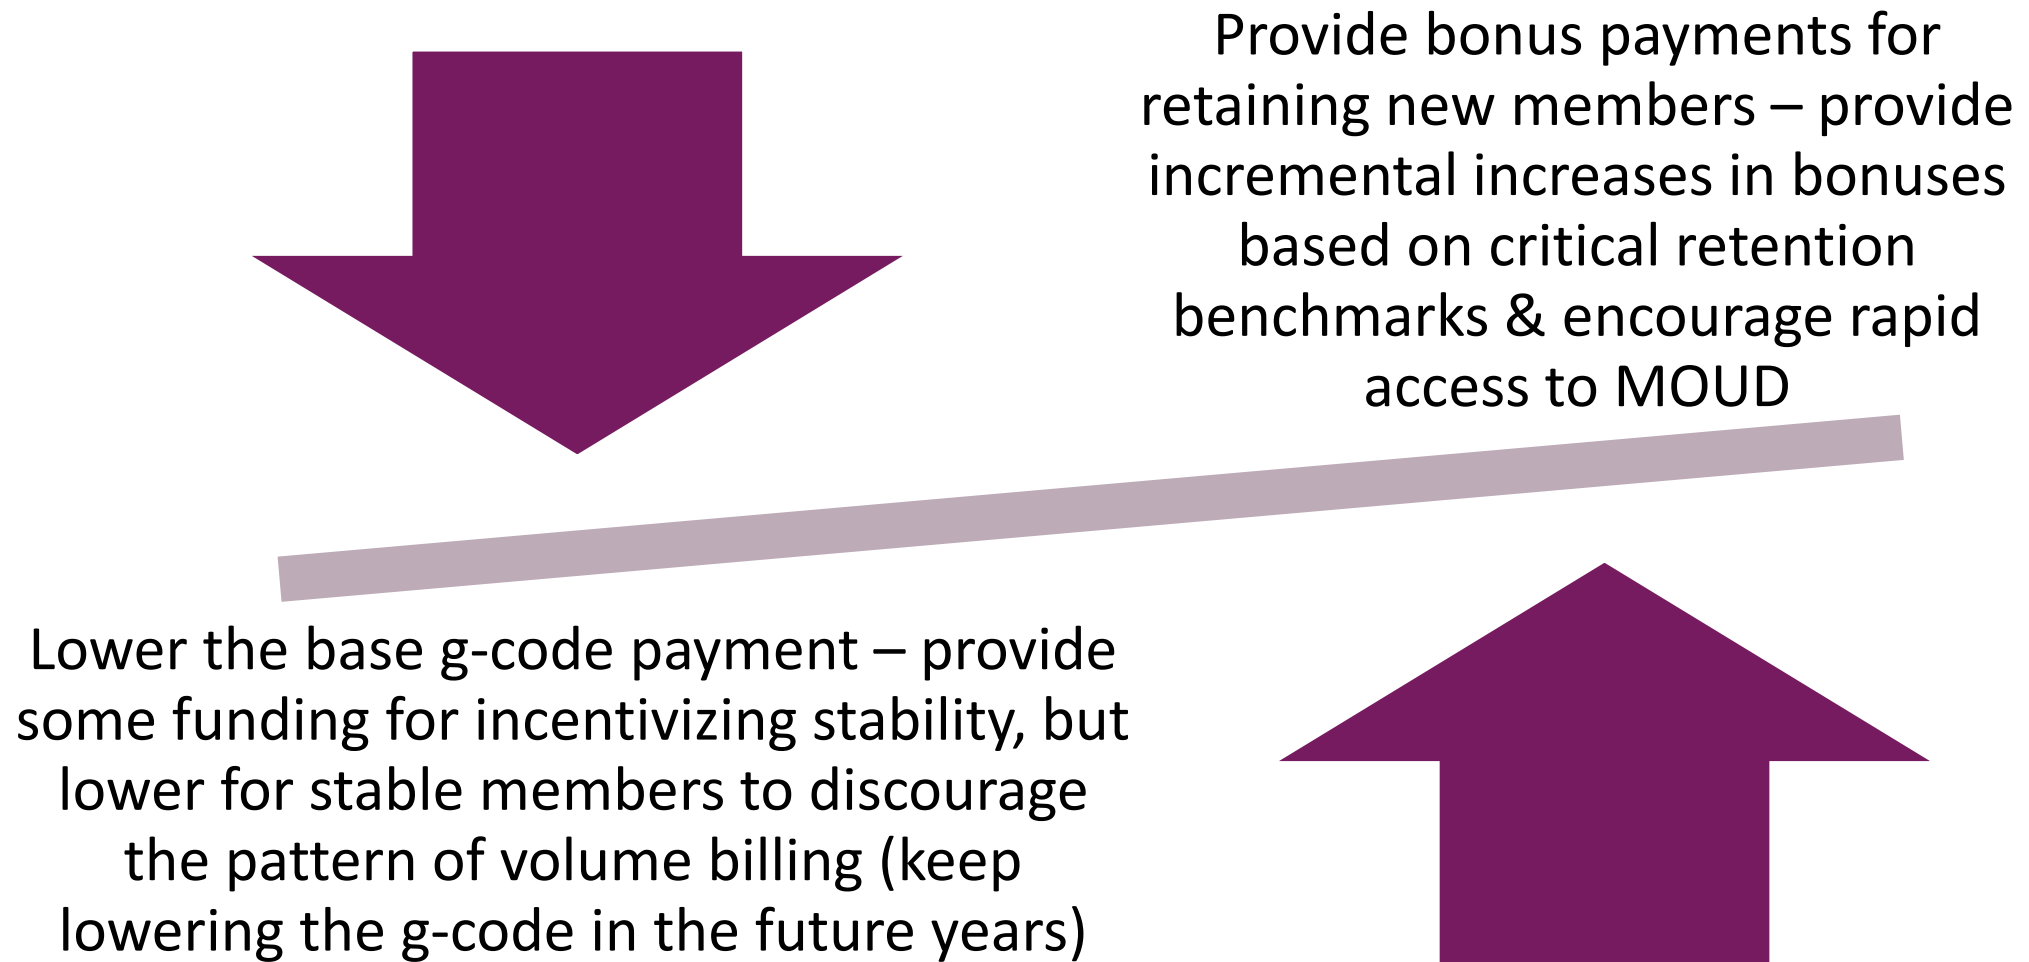 Provide bonus payments for
retaining new members – provide
incremental increases in bonuses
based on critical retention
benchmarks & encourage rapid
access to MOUD
Lower the base g-code payment – provide
some funding for incentivizing stability, but
lower for stable members to discourage
the pattern of volume billing (keep
lowering the g-code in the future years)